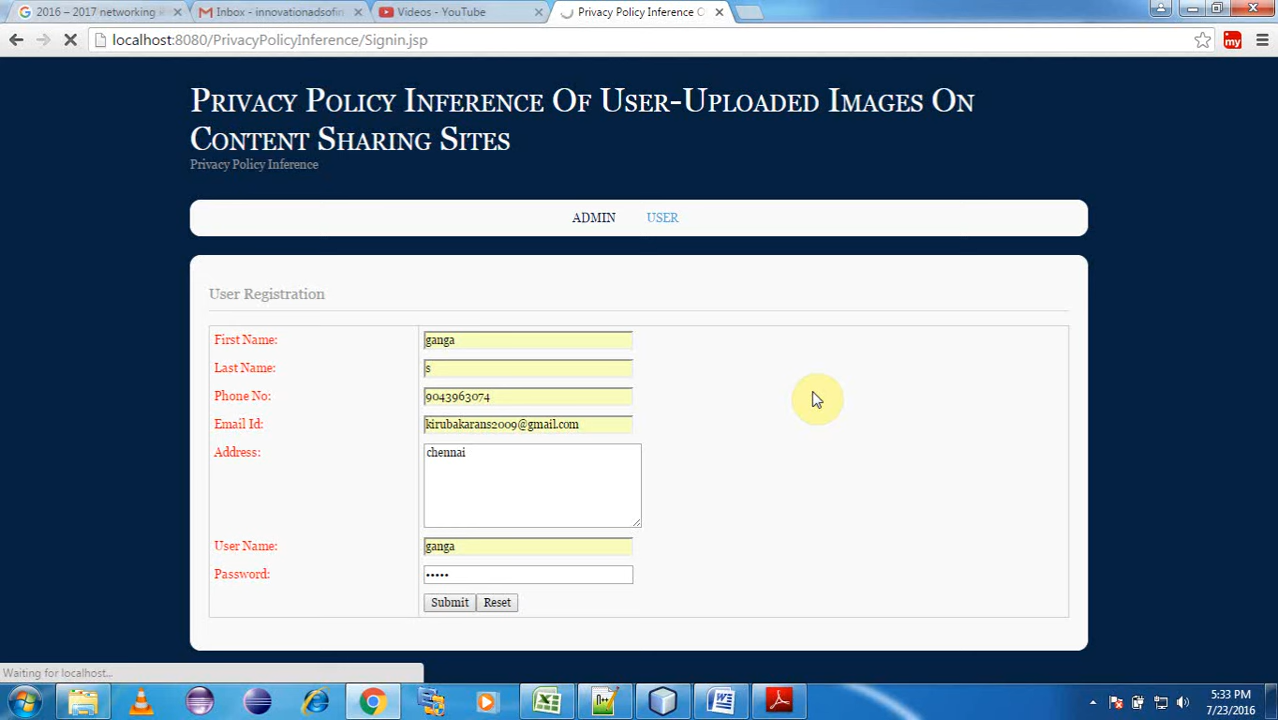 2016 – 2017 networking
Inbox - innovationadsofin
Videos - YouTube
Privacy Policy Inference O
localhost:8080/PrivacyPolicyInference/Signin.jsp
my
Privacy Policy Inference Of User-Uploaded Images On
Content Sharing Sites
Privacy Policy Inference
ADMIN USER
User Registration
First Name: ganga
Last Name: s
Phone No: 9043963074
Email Id: kirubakarans2009@gmail.com
Address: chennai
User Name: ganga
Password: •••••
Submit Reset
Waiting for localhost...
5:33 PM
7/23/2016